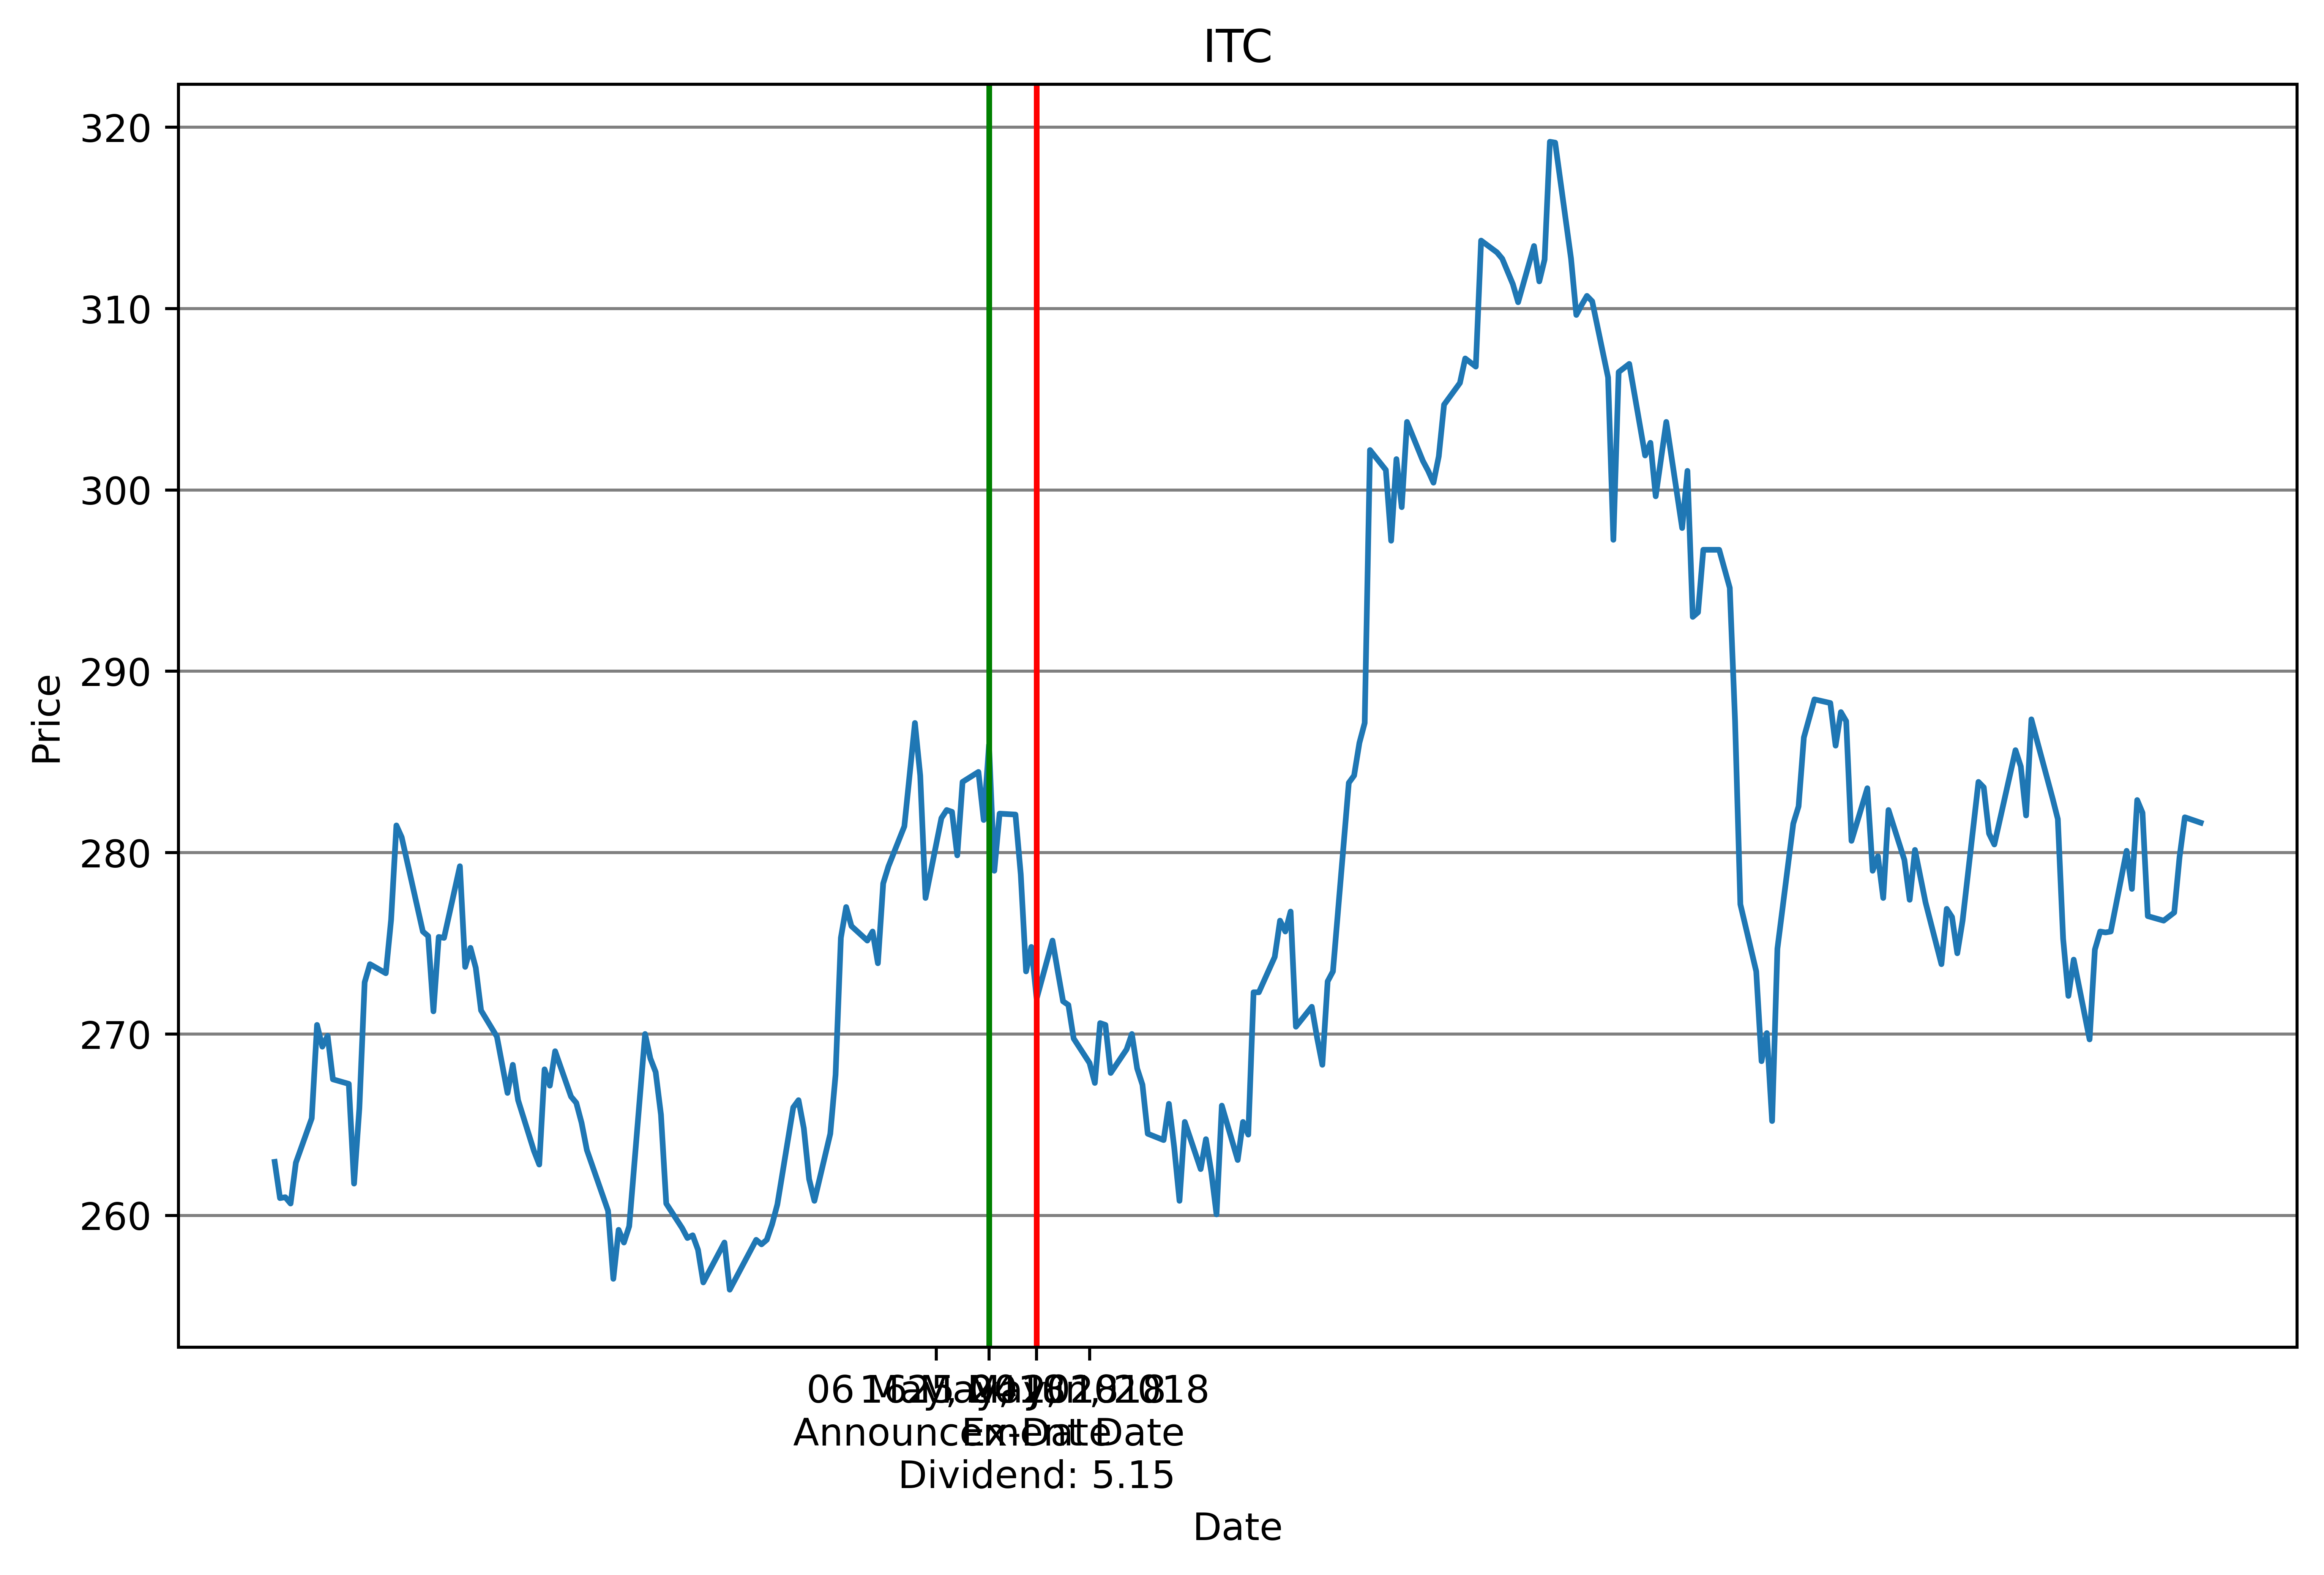 ITC
320
310
300
290
280
270
260
Price
Announcement Date
Ex-Date
Dividend: 5.15
Date